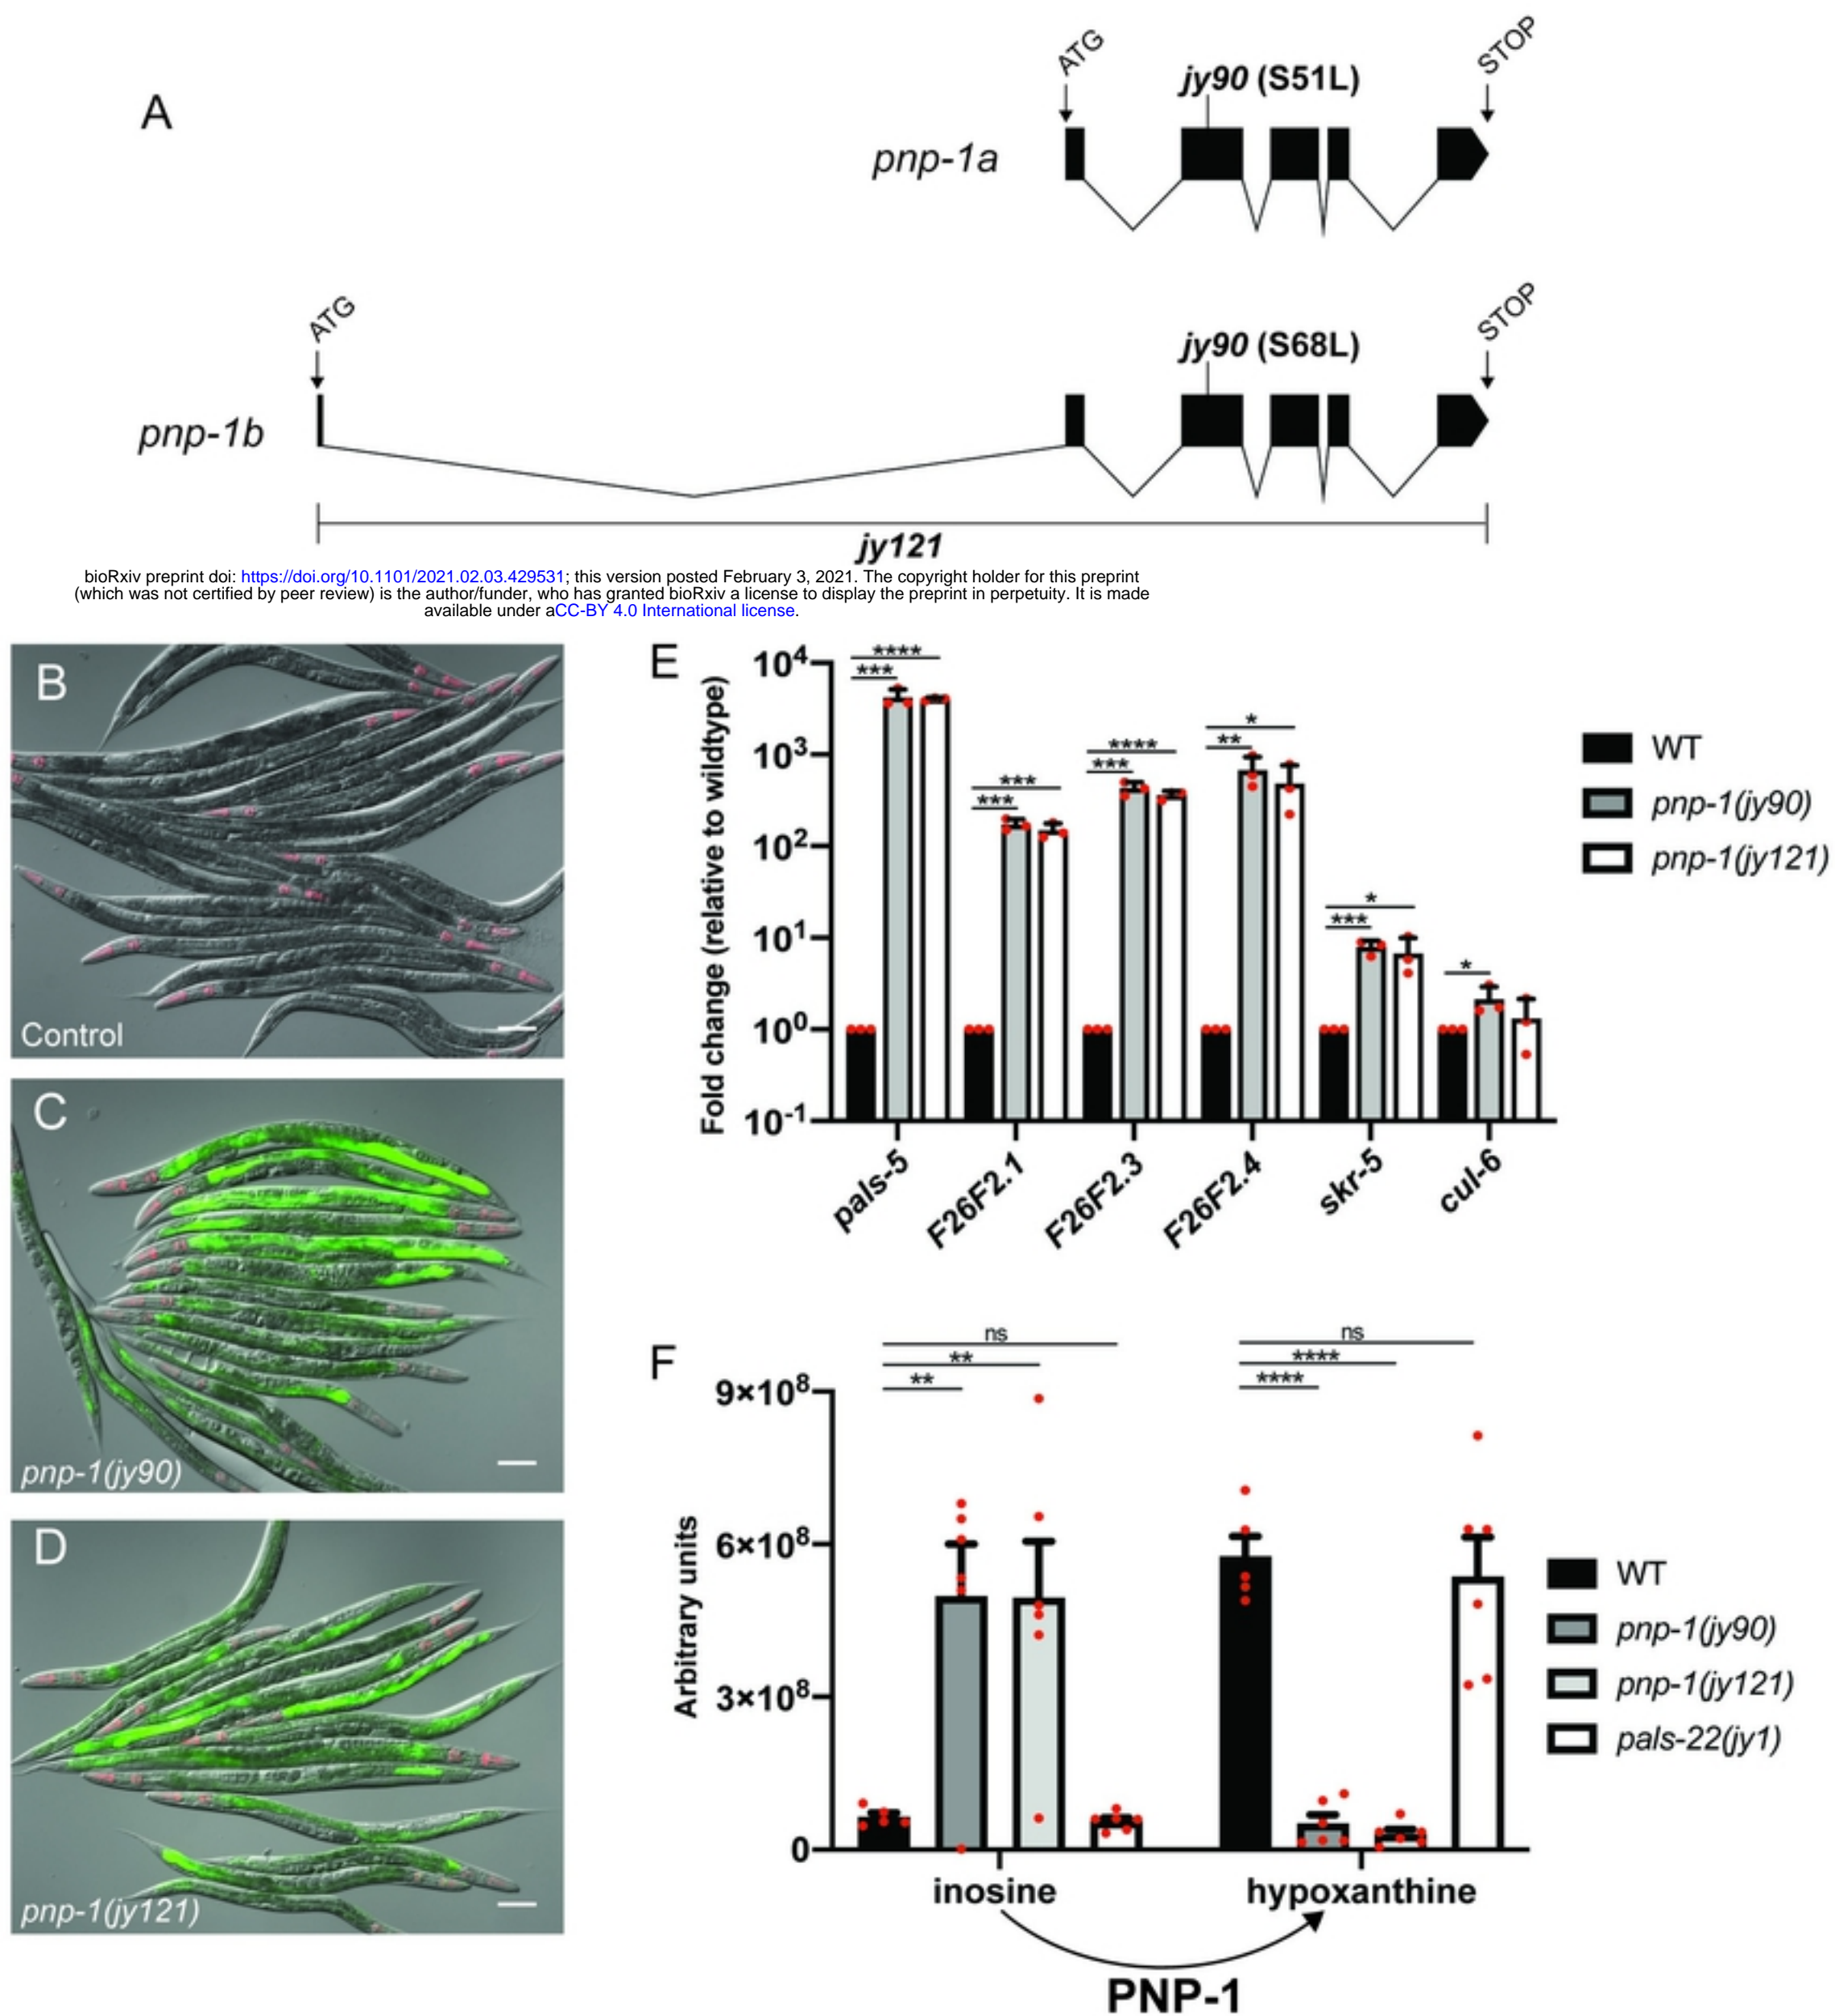 A
ATG
jy90 (S51L)
STOP
pnp-1a
ATG
jy90 (S68L)
STOP
pnp-1b
jy121
bioRxiv preprint doi: https://doi.org/10.1101/2021.02.03.429531; this version posted February 3, 2021. The copyright holder for this preprint
(which was not certified by peer review) is the author/funder, who has granted bioRxiv a license to display the preprint in perpetuity. It is made
available under aCC-BY 4.0 International license.
B
Control
C
pnp-1(jy90)
D
pnp-1(jy121)
E
Fold change (relative to wildtype)
10⁴
10³
10²
10¹
10⁰
10⁻¹
**** 
***
***
***
****
***
*
**
*
***
*
pals-5
F26F2.1
F26F2.3
F26F2.4
skr-5
cul-6
WT
pnp-1(jy90)
pnp-1(jy121)
F
Arbitrary units
9×10⁸
6×10⁸
3×10⁸
0
ns
**
**
ns
****
****
inosine
hypoxanthine
PNP-1
WT
pnp-1(jy90)
pnp-1(jy121)
pals-22(jy1)